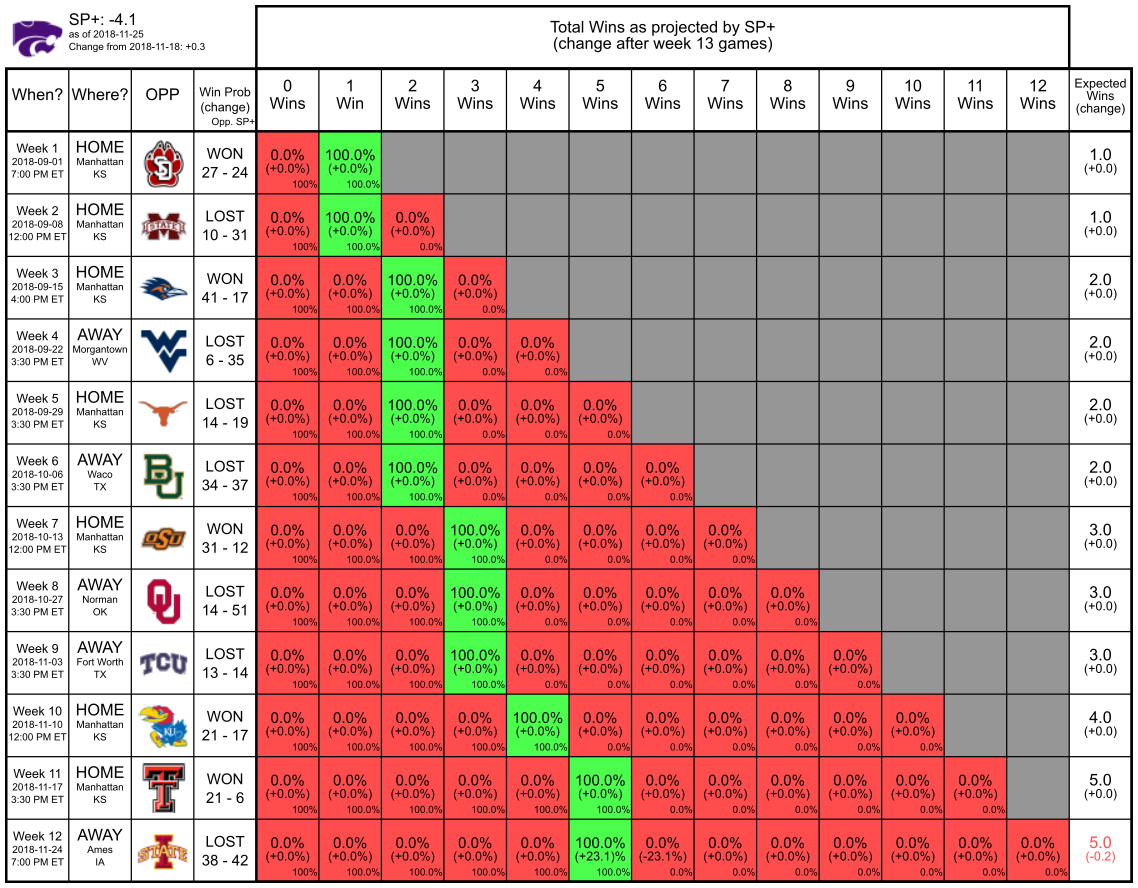 SP+: -4.1
as of 2018-11-25
Change from 2018-11-18: +0.3
Total Wins as projected by SP+
(change after week 13 games)
When? Where? OPP Win Prob (change) Opp. SP+ 0 Wins 1 Win 2 Wins 3 Wins 4 Wins 5 Wins 6 Wins 7 Wins 8 Wins 9 Wins 10 Wins 11 Wins 12 Wins Expected Wins (change)
Week 1 HOME WON 0.0% 100.0% 1.0
2018-09-01 Manhattan (+0.0%) (+0.0%) (+0.0)
7:00 PM ET KS 27 - 24 100% 100.0%
Week 2 HOME LOST 0.0% 100.0% 0.0% 1.0
2018-09-08 Manhattan STATE (+0.0%) (+0.0%) (+0.0%) (+0.0)
12:00 PM ET KS 10 - 31 100% 100.0% 0.0%
Week 3 HOME WON 0.0% 0.0% 100.0% 0.0% 2.0
2018-09-15 Manhattan (+0.0%) (+0.0%) (+0.0%) (+0.0%) (+0.0)
4:00 PM ET KS 41 - 17 100% 100.0% 100.0% 0.0%
Week 4 AWAY WV LOST 0.0% 0.0% 100.0% 0.0% 0.0% 2.0
2018-09-22 Morgantown (+0.0%) (+0.0%) (+0.0%) (+0.0%) (+0.0%) (+0.0)
3:30 PM ET WV 6 - 35 100% 100.0% 100.0% 0.0% 0.0%
Week 5 HOME LOST 0.0% 0.0% 100.0% 0.0% 0.0% 0.0% 2.0
2018-09-29 Manhattan (+0.0%) (+0.0%) (+0.0%) (+0.0%) (+0.0%) (+0.0%) (+0.0)
3:30 PM ET KS 14 - 19 100% 100.0% 100.0% 0.0% 0.0% 0.0%
Week 6 AWAY BU LOST 0.0% 0.0% 100.0% 0.0% 0.0% 0.0% 0.0% 2.0
2018-10-06 Waco (+0.0%) (+0.0%) (+0.0%) (+0.0%) (+0.0%) (+0.0%) (+0.0%) (+0.0)
3:30 PM ET TX 34 - 37 100% 100.0% 100.0% 0.0% 0.0% 0.0% 0.0%
Week 7 HOME OSU WON 0.0% 0.0% 0.0% 100.0% 0.0% 0.0% 0.0% 0.0% 3.0
2018-10-13 Manhattan (+0.0%) (+0.0%) (+0.0%) (+0.0%) (+0.0%) (+0.0%) (+0.0%) (+0.0%) (+0.0)
12:00 PM ET KS 31 - 12 100% 100.0% 100.0% 100.0% 0.0% 0.0% 0.0% 0.0%
Week 8 AWAY OU LOST 0.0% 0.0% 0.0% 100.0% 0.0% 0.0% 0.0% 0.0% 0.0% 3.0
2018-10-27 Norman (+0.0%) (+0.0%) (+0.0%) (+0.0%) (+0.0%) (+0.0%) (+0.0%) (+0.0%) (+0.0%) (+0.0)
3:30 PM ET OK 14 - 51 100% 100.0% 100.0% 100.0% 0.0% 0.0% 0.0% 0.0% 0.0%
Week 9 AWAY TCU LOST 0.0% 0.0% 0.0% 100.0% 0.0% 0.0% 0.0% 0.0% 0.0% 0.0% 3.0
2018-11-03 Fort Worth (+0.0%) (+0.0%) (+0.0%) (+0.0%) (+0.0%) (+0.0%) (+0.0%) (+0.0%) (+0.0%) (+0.0%) (+0.0)
3:30 PM ET TX 13 - 14 100% 100.0% 100.0% 100.0% 0.0% 0.0% 0.0% 0.0% 0.0% 0.0%
Week 10 HOME KU WON 0.0% 0.0% 0.0% 0.0% 100.0% 0.0% 0.0% 0.0% 0.0% 0.0% 0.0% 4.0
2018-11-10 Manhattan (+0.0%) (+0.0%) (+0.0%) (+0.0%) (+0.0%) (+0.0%) (+0.0%) (+0.0%) (+0.0%) (+0.0%) (+0.0%) (+0.0)
12:00 PM ET KS 21 - 17 100% 100.0% 100.0% 100.0% 100.0% 0.0% 0.0% 0.0% 0.0% 0.0% 0.0%
Week 11 HOME WON 0.0% 0.0% 0.0% 0.0% 0.0% 100.0% 0.0% 0.0% 0.0% 0.0% 0.0% 0.0% 5.0
2018-11-17 Manhattan (+0.0%) (+0.0%) (+0.0%) (+0.0%) (+0.0%) (+0.0%) (+0.0%) (+0.0%) (+0.0%) (+0.0%) (+0.0%) (+0.0%) (+0.0)
3:30 PM ET KS 21 - 6 100% 100.0% 100.0% 100.0% 100.0% 100.0% 0.0% 0.0% 0.0% 0.0% 0.0% 0.0%
Week 12 AWAY LOST 0.0% 0.0% 0.0% 0.0% 0.0% 100.0% 0.0% 0.0% 0.0% 0.0% 0.0% 0.0% 0.0% 5.0
2018-11-24 Ames STATE (+0.0%) (+0.0%) (+0.0%) (+0.0%) (+0.0%) (+23.1)% (-23.1%) (+0.0%) (+0.0%) (+0.0%) (+0.0%) (+0.0%) (+0.0%) (-0.2)
7:00 PM ET IA 38 - 42 100% 100.0% 100.0% 100.0% 100.0% 100.0% 0.0% 0.0% 0.0% 0.0% 0.0% 0.0% 0.0%